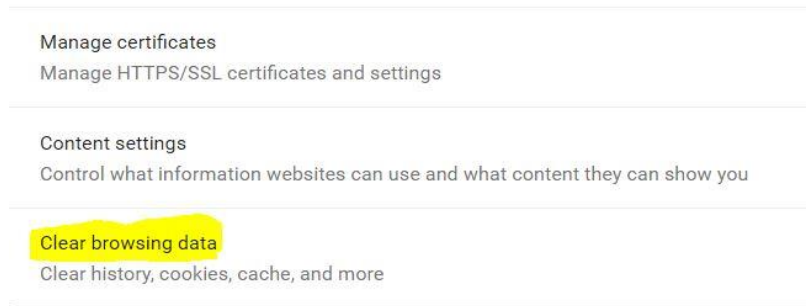 Manage certificates
Manage HTTPS/SSL certificates and settings
Content settings
Control what information websites can use and what content they can show you
Clear browsing data
Clear history, cookies, cache, and more